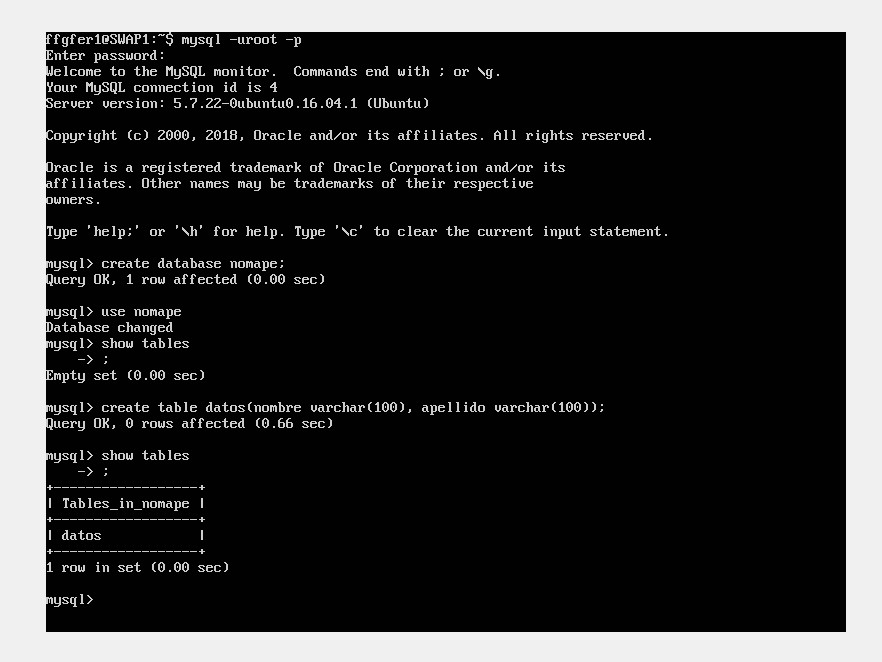 ffgfer1@SWAP1:~$ mysql -uroot -p
Enter password:
Welcome to the MySQL monitor.  Commands end with ; or \g.
Your MySQL connection id is 4
Server version: 5.7.22-0ubuntu0.16.04.1 (Ubuntu)

Copyright (c) 2000, 2018, Oracle and/or its affiliates. All rights reserved.

Oracle is a registered trademark of Oracle Corporation and/or its
affiliates. Other names may be trademarks of their respective
owners.

Type 'help;' or '\h' for help. Type '\c' to clear the current input statement.

mysql> create database nomape;
Query OK, 1 row affected (0.00 sec)

mysql> use nomape
Database changed
mysql> show tables
    -> ;
Empty set (0.00 sec)

mysql> create table datos(nombre varchar(100), apellido varchar(100));
Query OK, 0 rows affected (0.66 sec)

mysql> show tables
    -> ;
+------------------+
| Tables_in_nomape |
+------------------+
| datos            |
+------------------+
1 row in set (0.00 sec)

mysql>